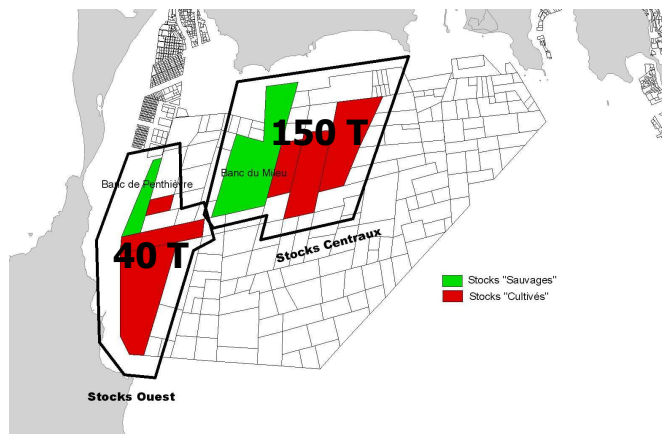 150 T
Banc du Milieu
Banc de Penthièvre
40 T
Stocks Centraux
Stocks "Sauvages"
Stocks "Cultivés"
Stocks Ouest